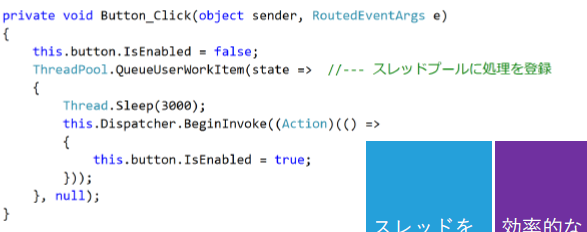 private void Button_Click(object sender, RoutedEventArgs e)
{
    this.button.IsEnabled = false;
    ThreadPool.QueueUserWorkItem(state =>  //--- スレッドプールに処理を登録
    {
        Thread.Sleep(3000);
        this.Dispatcher.BeginInvoke((Action)(() =>
        {
            this.button.IsEnabled = true;
        }));
    }, null);
}
スレッドを
効率的な